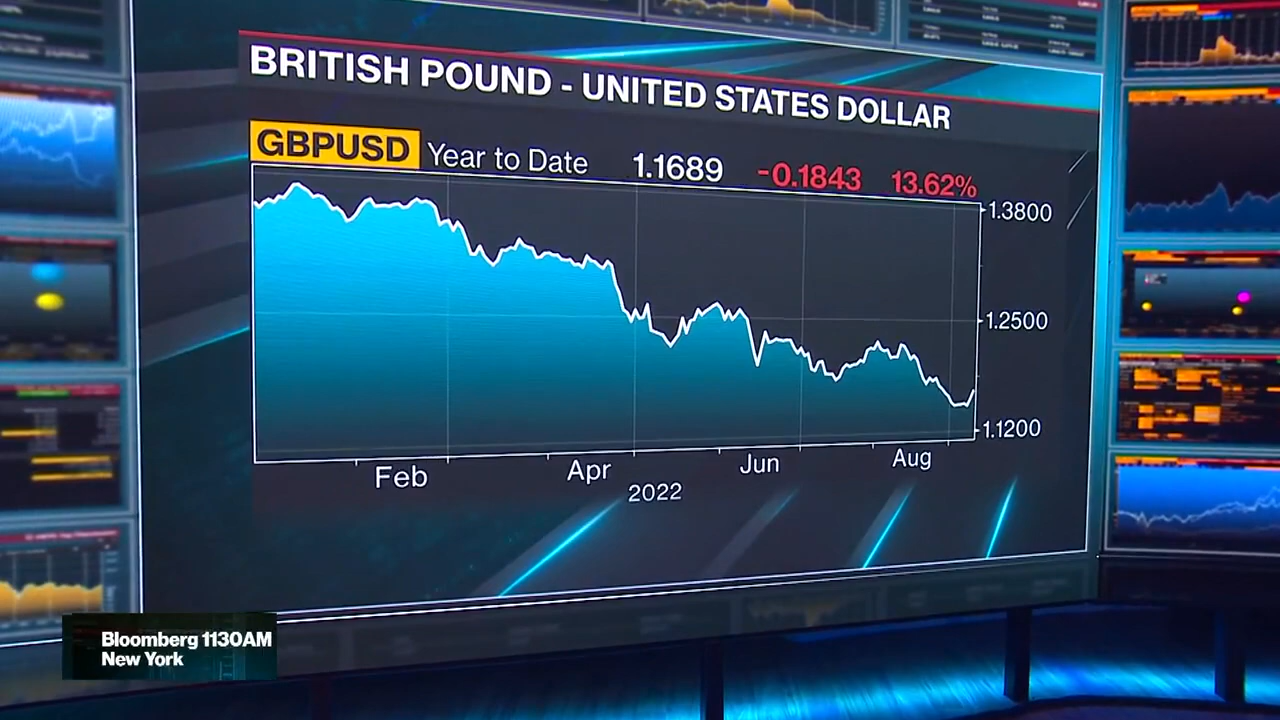 BRITISH POUND - UNITED STATES DOLLAR
GBPUSD Year to Date 1.1689 -0.1843 13.62%
1.3800
1.2500
1.1200
Feb Apr Jun Aug
2022
Bloomberg 1130AM
New York